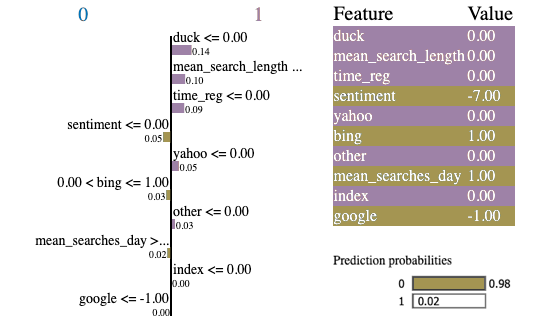 0 1
duck <= 0.00
0.14
mean_search_length ...
0.10
time_reg <= 0.00
0.09
sentiment <= 0.00
0.05
yahoo <= 0.00
0.05
0.00 < bing <= 1.00
0.03
other <= 0.00
0.03
mean_searches_day >...
0.02
index <= 0.00
0.00
google <= -1.00
0.00
Feature Value
duck 0.00
mean_search_length 0.00
time_reg 0.00
sentiment -7.00
yahoo 0.00
bing 1.00
other 0.00
mean_searches_day 1.00
index 0.00
google -1.00
Prediction probabilities
0 0.98
1 0.02